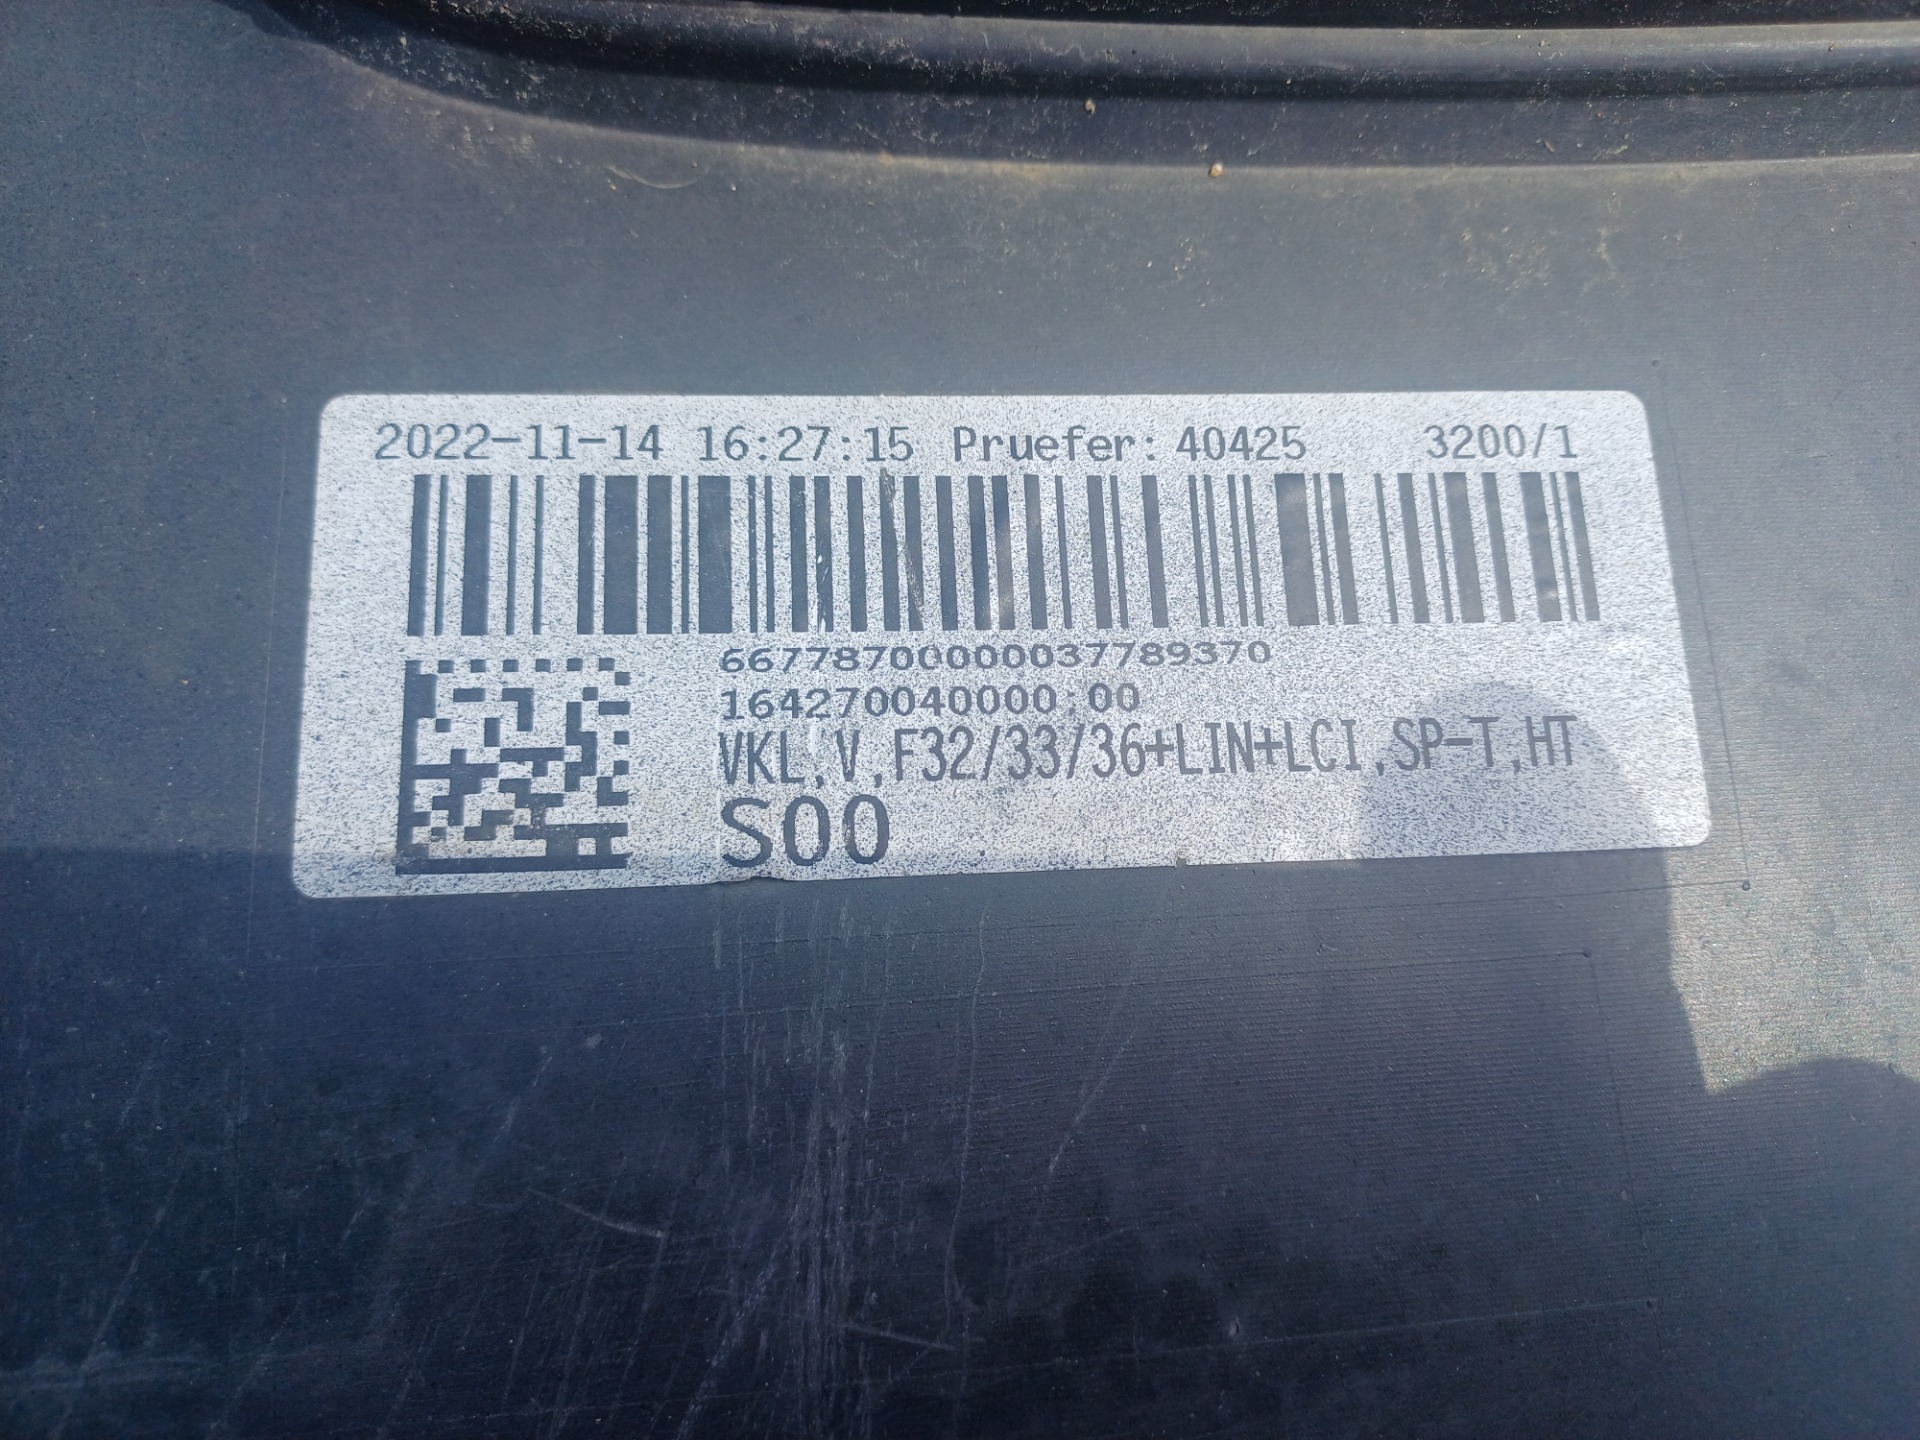 2022-11-14 16:27:15 Pruefer: 40425 3200/1
66778700000037789370
164270040000:00
VKL,V,F32/33/36+LIN+LCI,SP-T,HT
S00